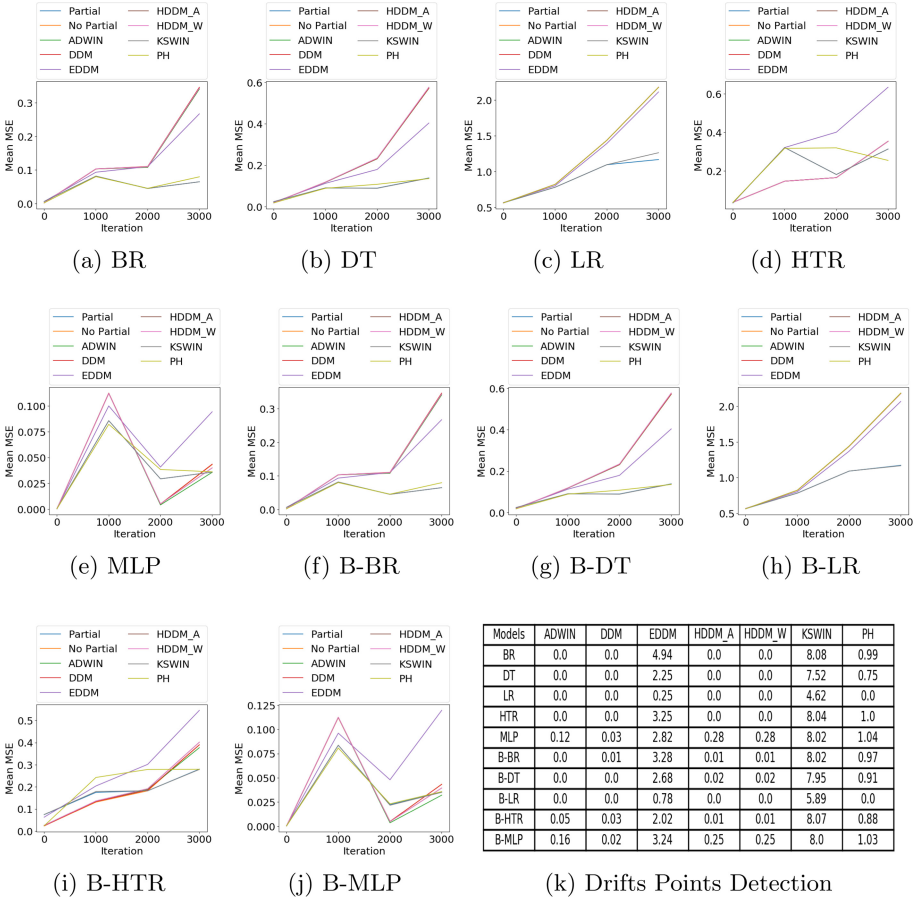 Partial HDDM_A
No Partial HDDM_W
ADWIN KSWIN
DDM PH
EDDM
Mean MSE
0.3
0.2
0.1
0.0
0 1000 2000 3000
Iteration
(a) BR
Partial HDDM_A
No Partial HDDM_W
ADWIN KSWIN
DDM PH
EDDM
Mean MSE
0.6
0.4
0.2
0.0
0 1000 2000 3000
Iteration
(b) DT
Partial HDDM_A
No Partial HDDM_W
ADWIN KSWIN
DDM PH
EDDM
Mean MSE
2.0
1.5
1.0
0.5
0 1000 2000 3000
Iteration
(c) LR
Partial HDDM_A
No Partial HDDM_W
ADWIN KSWIN
DDM PH
EDDM
Mean MSE
0.6
0.4
0.2
0 1000 2000 3000
Iteration
(d) HTR
Partial HDDM_A
No Partial HDDM_W
ADWIN KSWIN
DDM PH
EDDM
Mean MSE
0.100
0.075
0.050
0.025
0.000
0 1000 2000 3000
Iteration
(e) MLP
Partial HDDM_A
No Partial HDDM_W
ADWIN KSWIN
DDM PH
EDDM
Mean MSE
0.3
0.2
0.1
0.0
0 1000 2000 3000
Iteration
(f) B-BR
Partial HDDM_A
No Partial HDDM_W
ADWIN KSWIN
DDM PH
EDDM
Mean MSE
0.6
0.4
0.2
0.0
0 1000 2000 3000
Iteration
(g) B-DT
Partial HDDM_A
No Partial HDDM_W
ADWIN KSWIN
DDM PH
EDDM
Mean MSE
2.0
1.5
1.0
0.5
0 1000 2000 3000
Iteration
(h) B-LR
Partial HDDM_A
No Partial HDDM_W
ADWIN KSWIN
DDM PH
EDDM
Mean MSE
0.5
0.4
0.3
0.2
0.1
0.0
0 1000 2000 3000
Iteration
(i) B-HTR
Partial HDDM_A
No Partial HDDM_W
ADWIN KSWIN
DDM PH
EDDM
Mean MSE
0.125
0.100
0.075
0.050
0.025
0.000
0 1000 2000 3000
Iteration
(j) B-MLP
Models ADWIN DDM EDDM HDDM_A HDDM_W KSWIN PH
BR 0.0 0.0 4.94 0.0 0.0 8.08 0.99
DT 0.0 0.0 2.25 0.0 0.0 7.52 0.75
LR 0.0 0.0 0.25 0.0 0.0 4.62 0.0
HTR 0.0 0.0 3.25 0.0 0.0 8.04 1.0
MLP 0.12 0.03 2.82 0.28 0.28 8.02 1.04
B-BR 0.0 0.01 3.28 0.01 0.01 8.02 0.97
B-DT 0.0 0.0 2.68 0.02 0.02 7.95 0.91
B-LR 0.0 0.0 0.78 0.0 0.0 5.89 0.0
B-HTR 0.05 0.03 2.02 0.01 0.01 8.07 0.88
B-MLP 0.16 0.02 3.24 0.25 0.25 8.0 1.03
(k) Drifts Points Detection